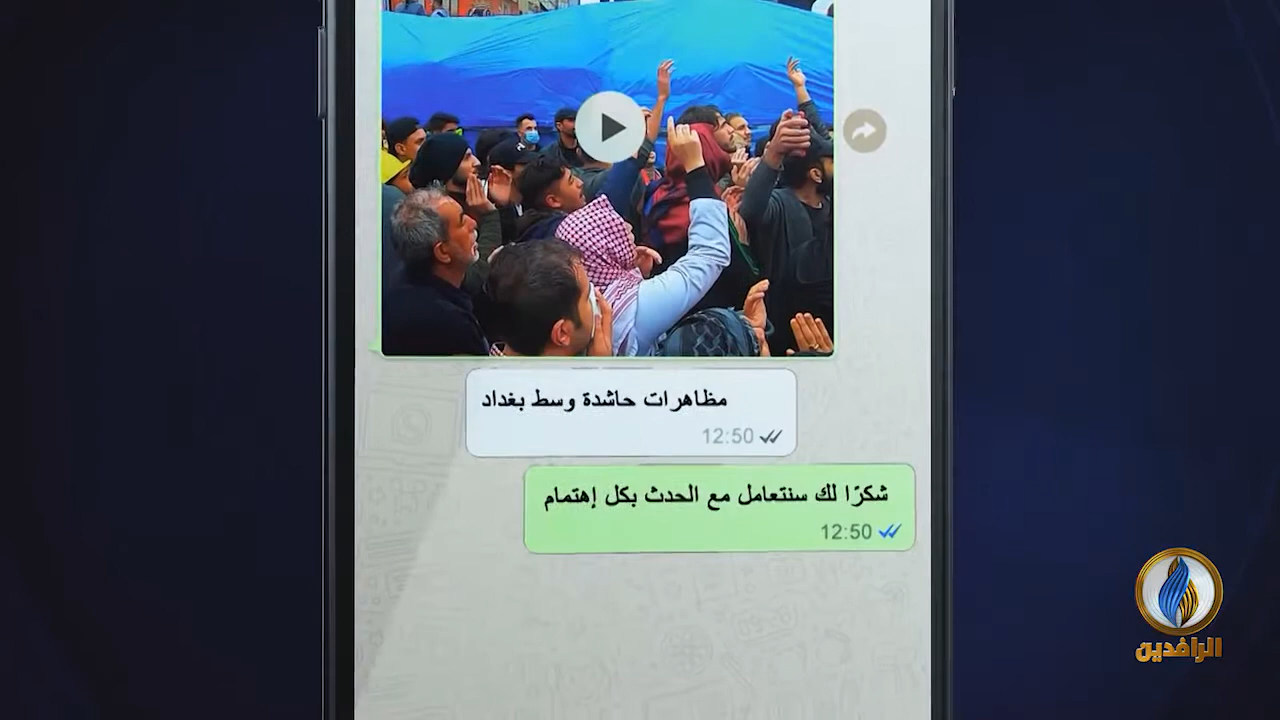 مظاهرات حاشدة وسط بغداد
12:50
شكرًا لك سنتعامل مع الحدث بكل إهتمام
12:50
الرافدين